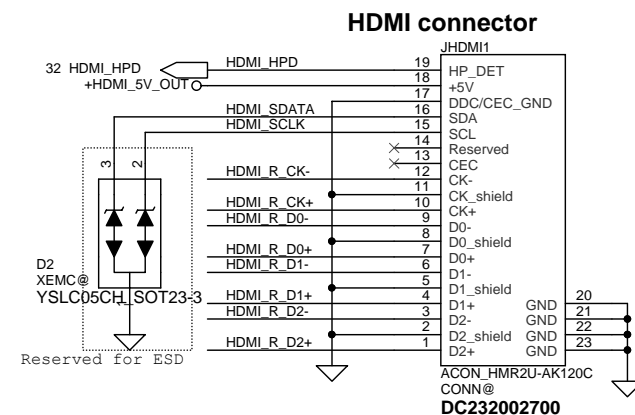 HDMI connector
JHDMI1
32 HDMI_HPD HDMI_HPD 19 HP_DET
+HDMI_5V_OUT 18 +5V
17 DDC/CEC_GND
HDMI_SDATA 16 SDA
HDMI_SCLK 15 SCL
14 Reserved
13 CEC
HDMI_R_CK- 12 CK-
11 CK_shield
HDMI_R_CK+ 10 CK+
HDMI_R_D0- 9 D0-
8 D0_shield
HDMI_R_D0+ 7 D0+
HDMI_R_D1- 6 D1-
5 D1_shield
HDMI_R_D1+ 4 D1+ GND 20
HDMI_R_D2- 3 D2- GND 21
2 D2_shield GND 22
HDMI_R_D2+ 1 D2+ GND 23
3 2
D2
XEMC@
YSLC05CH_SOT23-3
1
Reserved for ESD
ACON_HMR2U-AK120C
CONN@
DC232002700